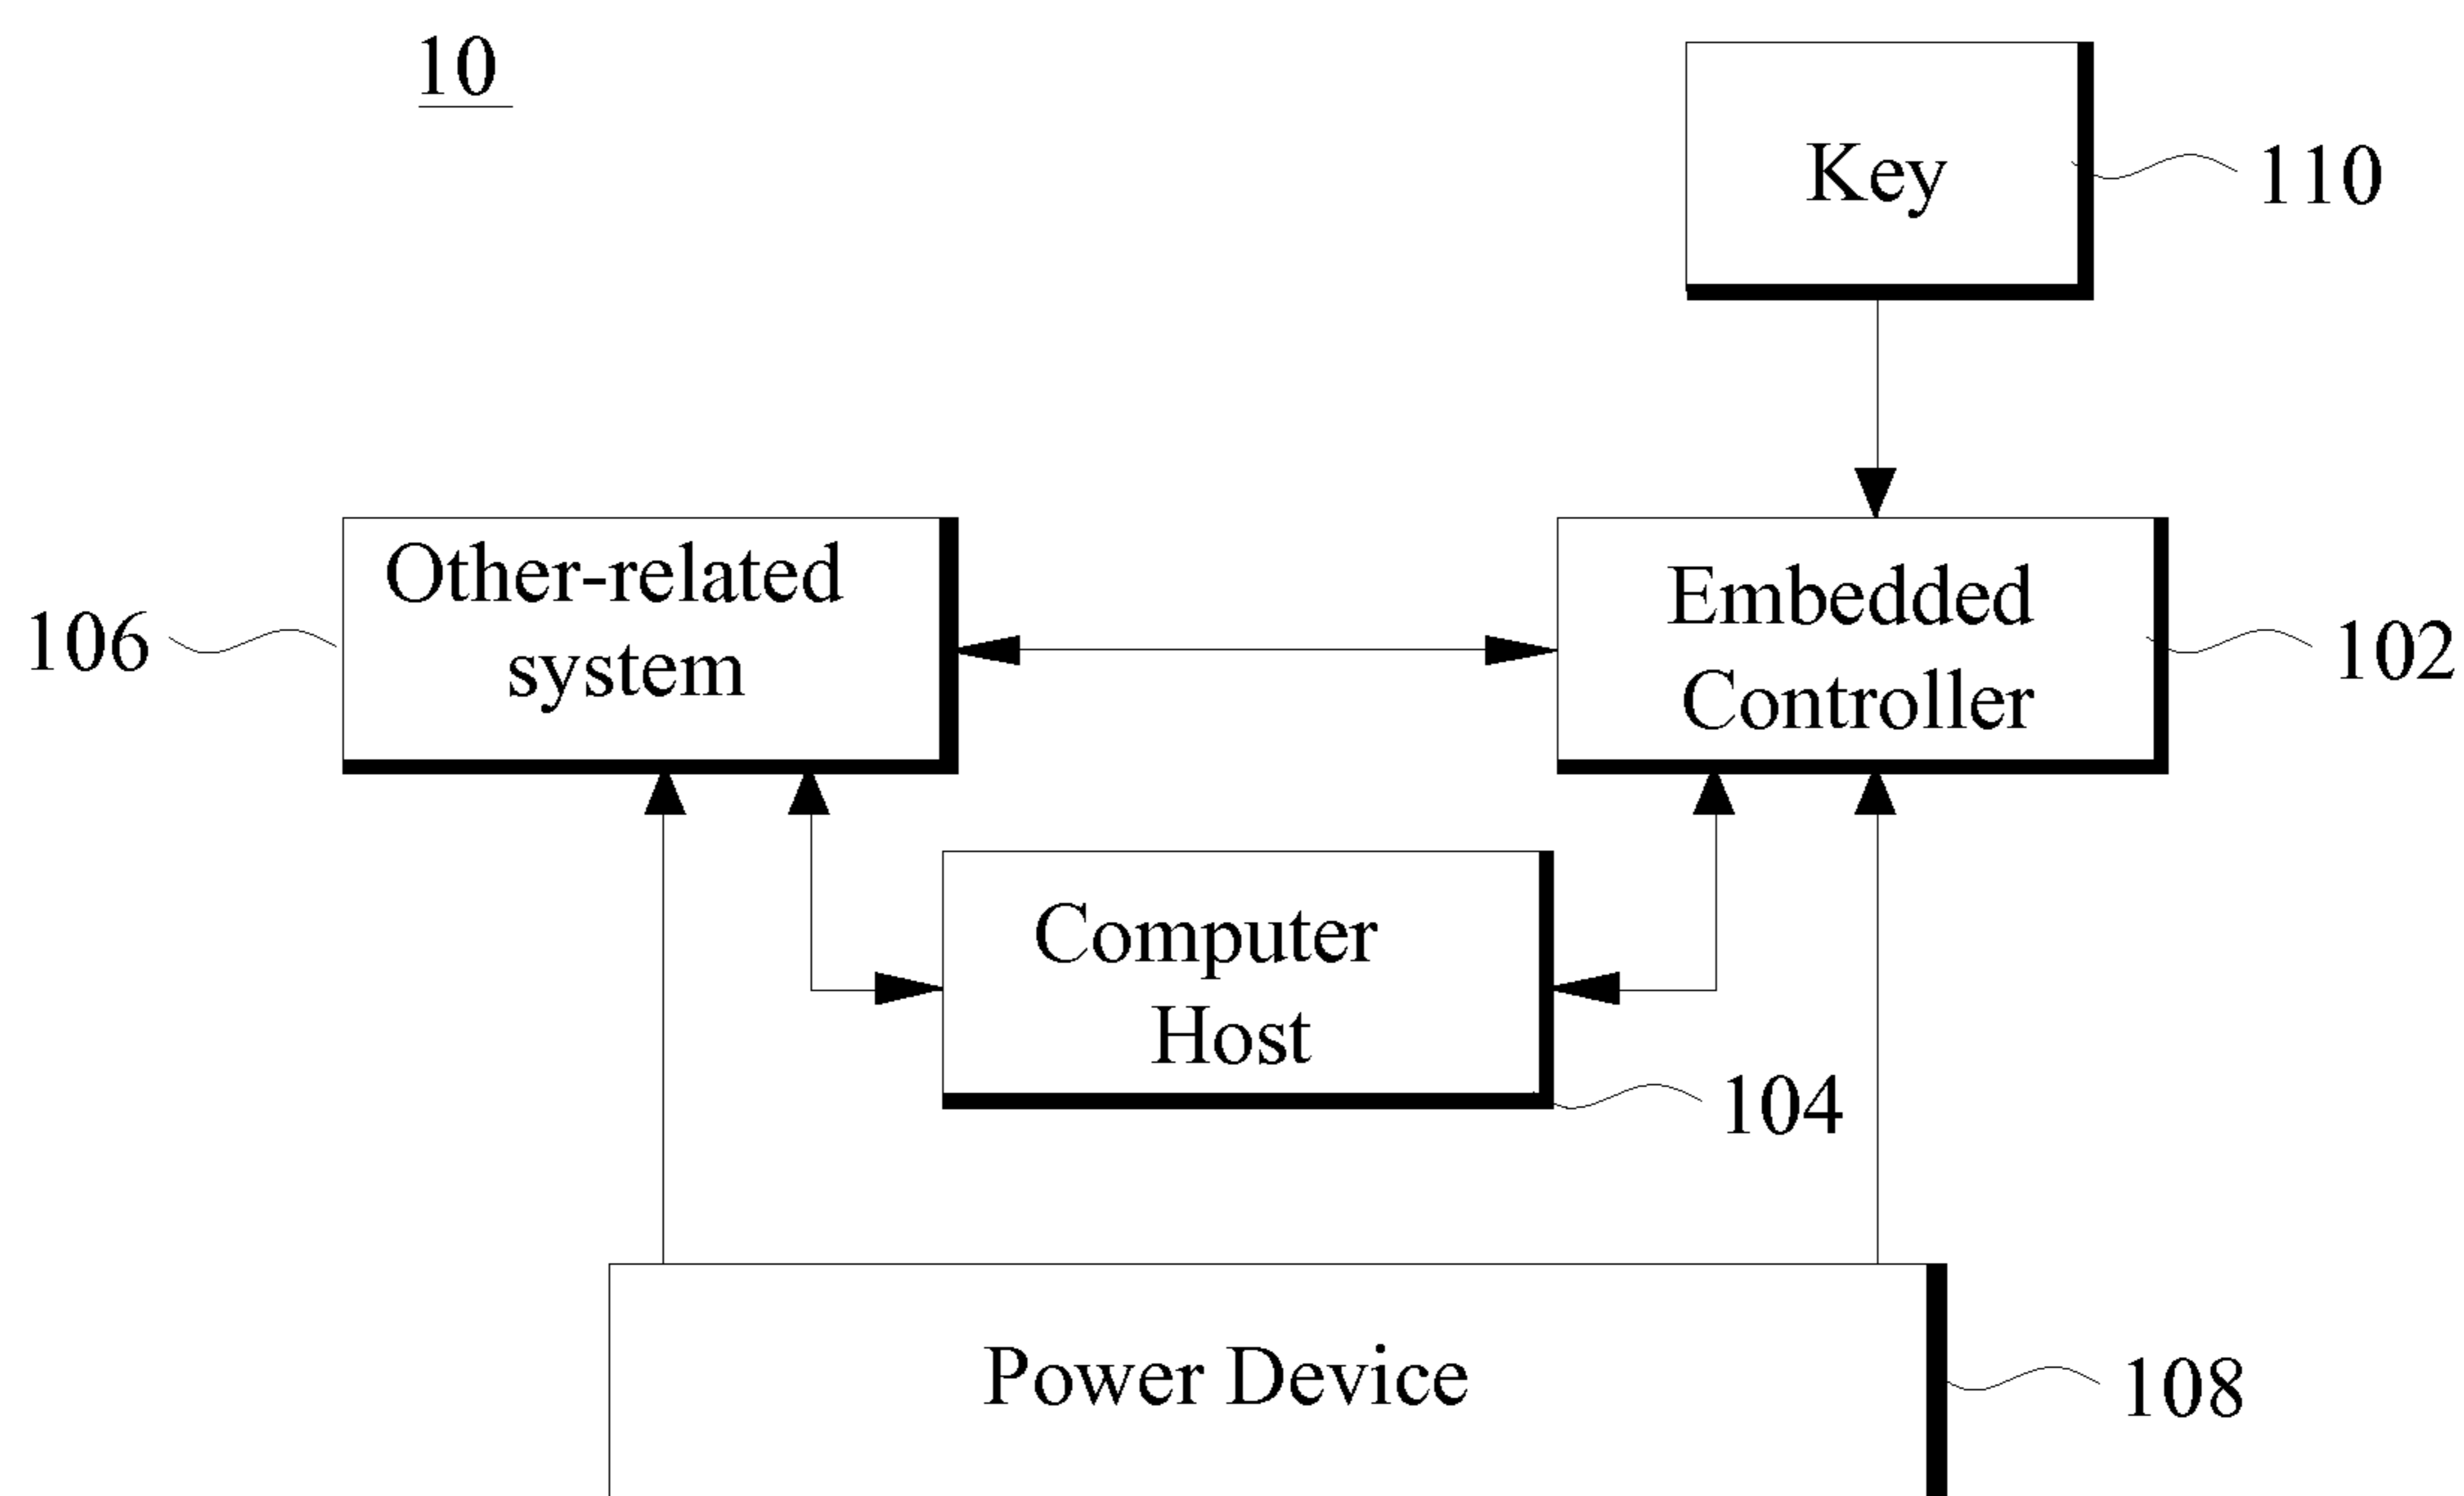 10
Key
110
Other-related
system
106
Embedded
Controller
102
Computer
Host
104
Power Device
108